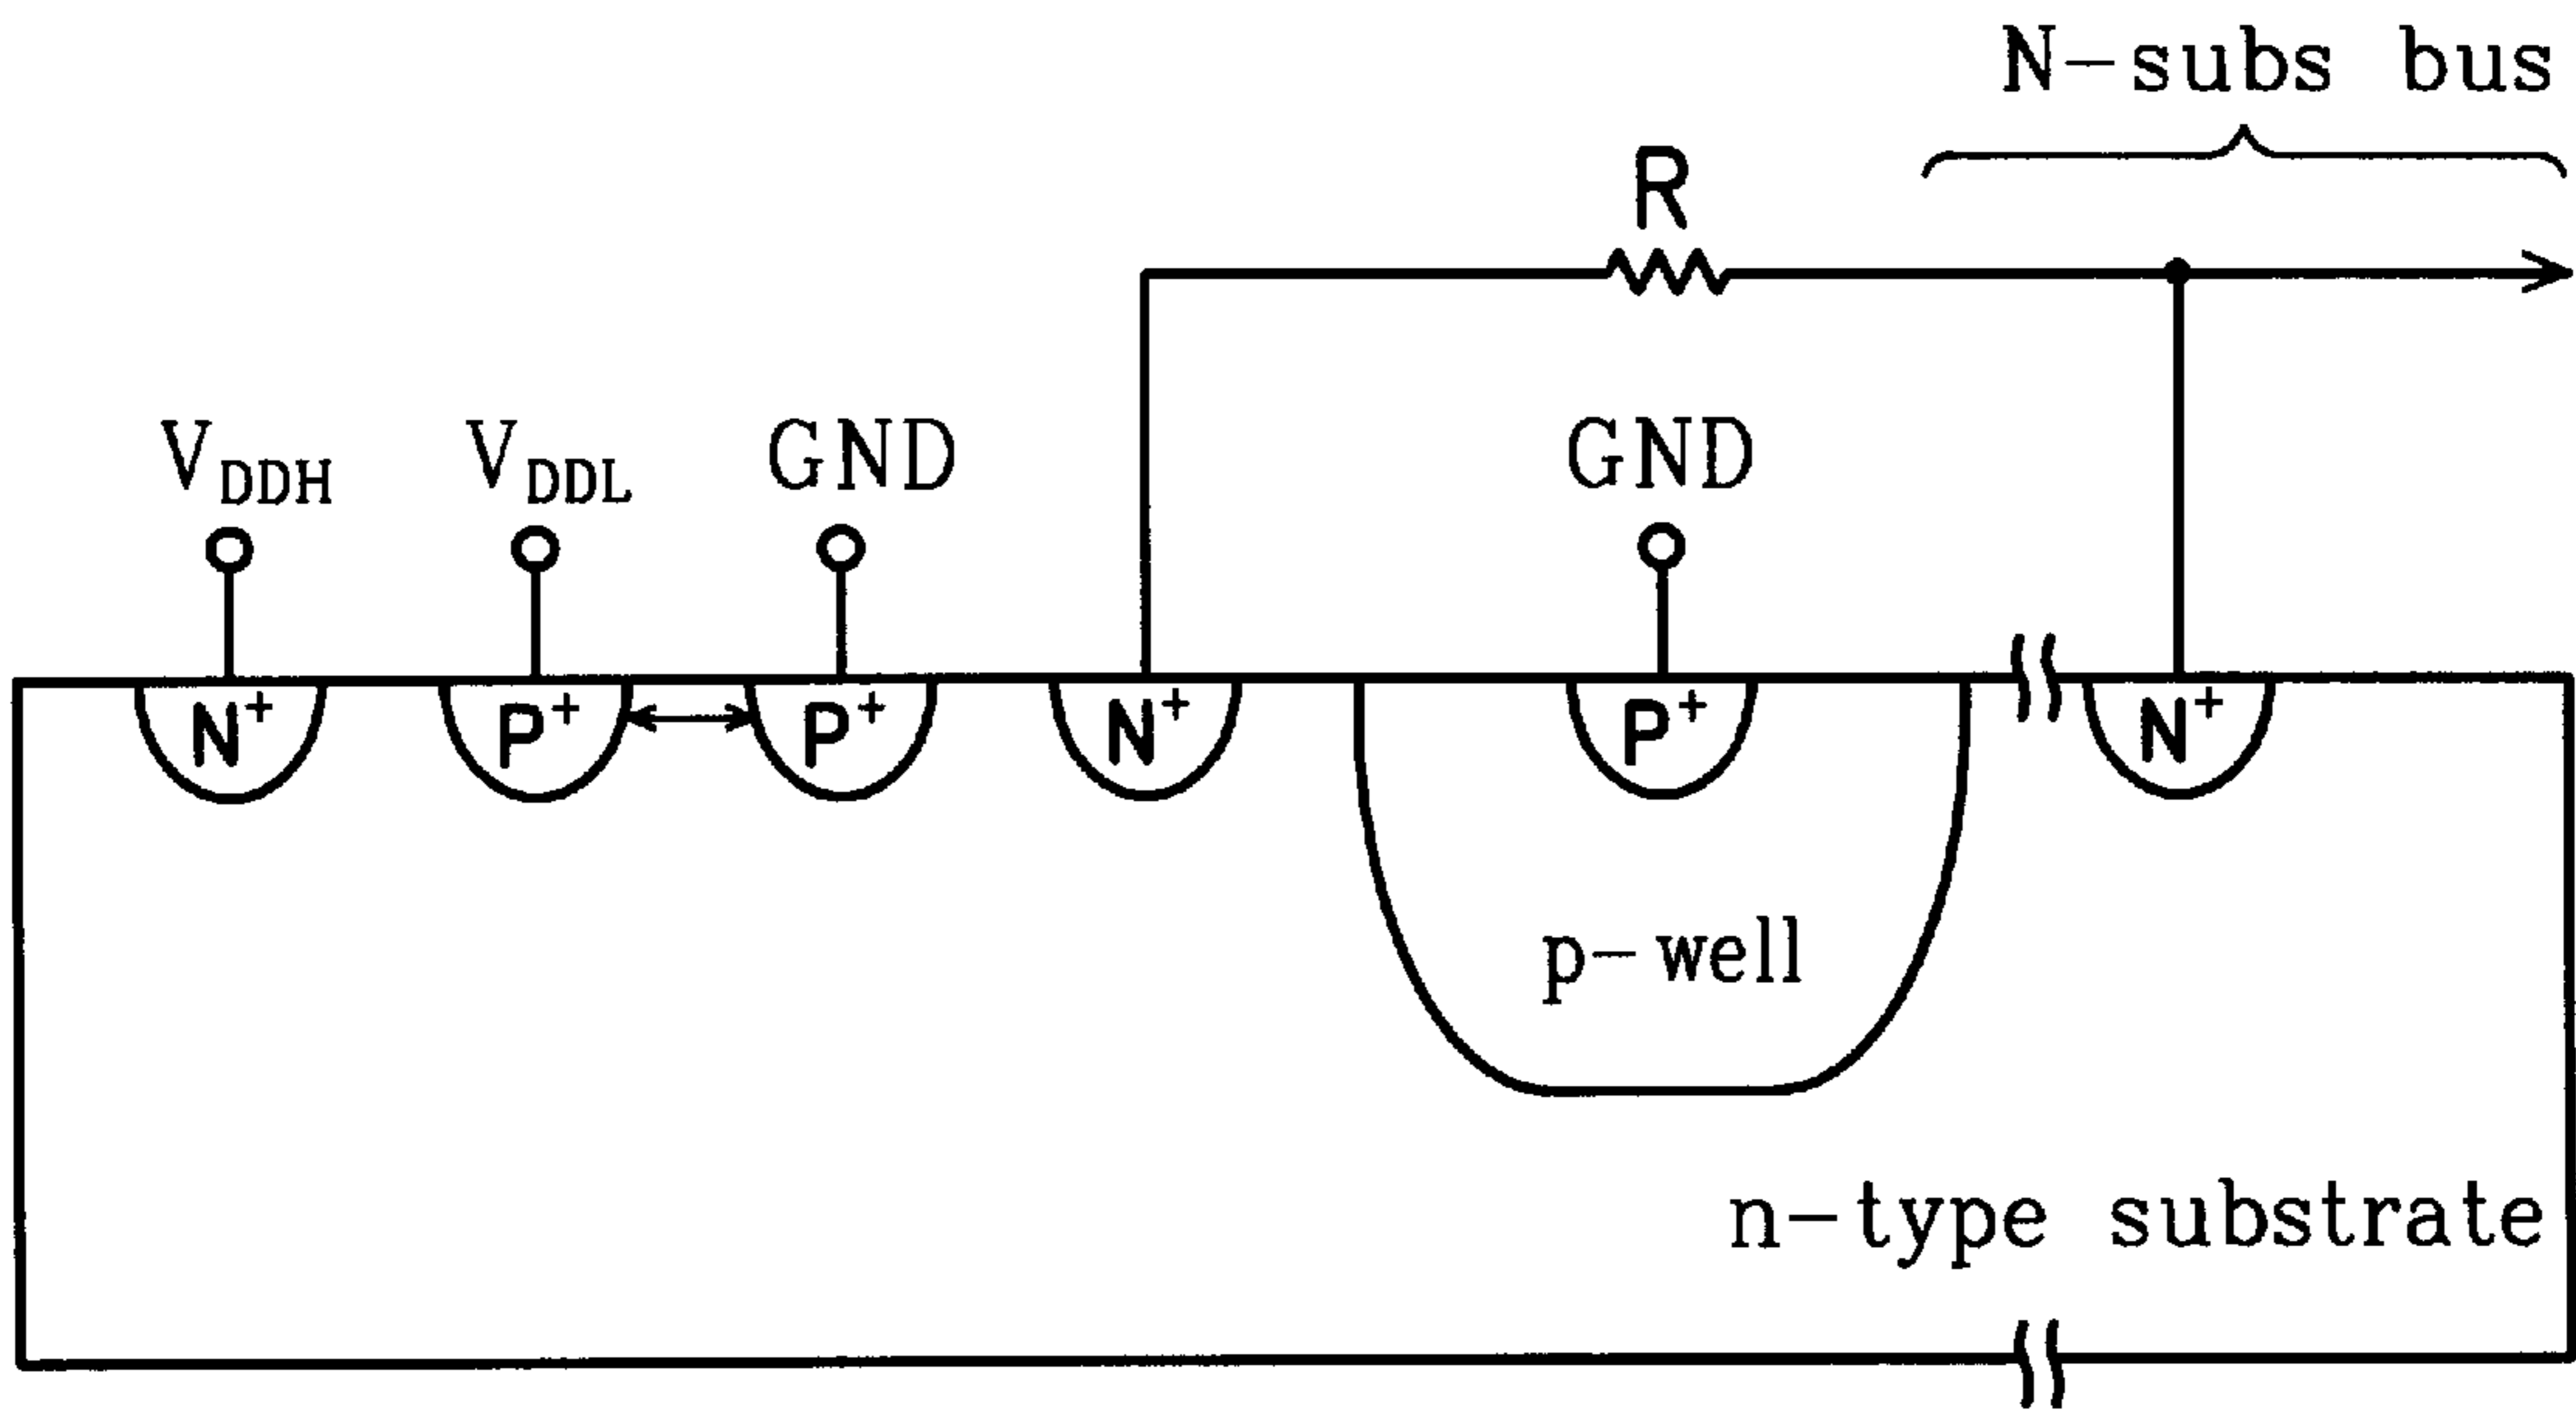 N-subs bus
R
V_DDH V_DDL GND GND
N+ P+ P+ N+ P+ N+
p-well
n-type substrate